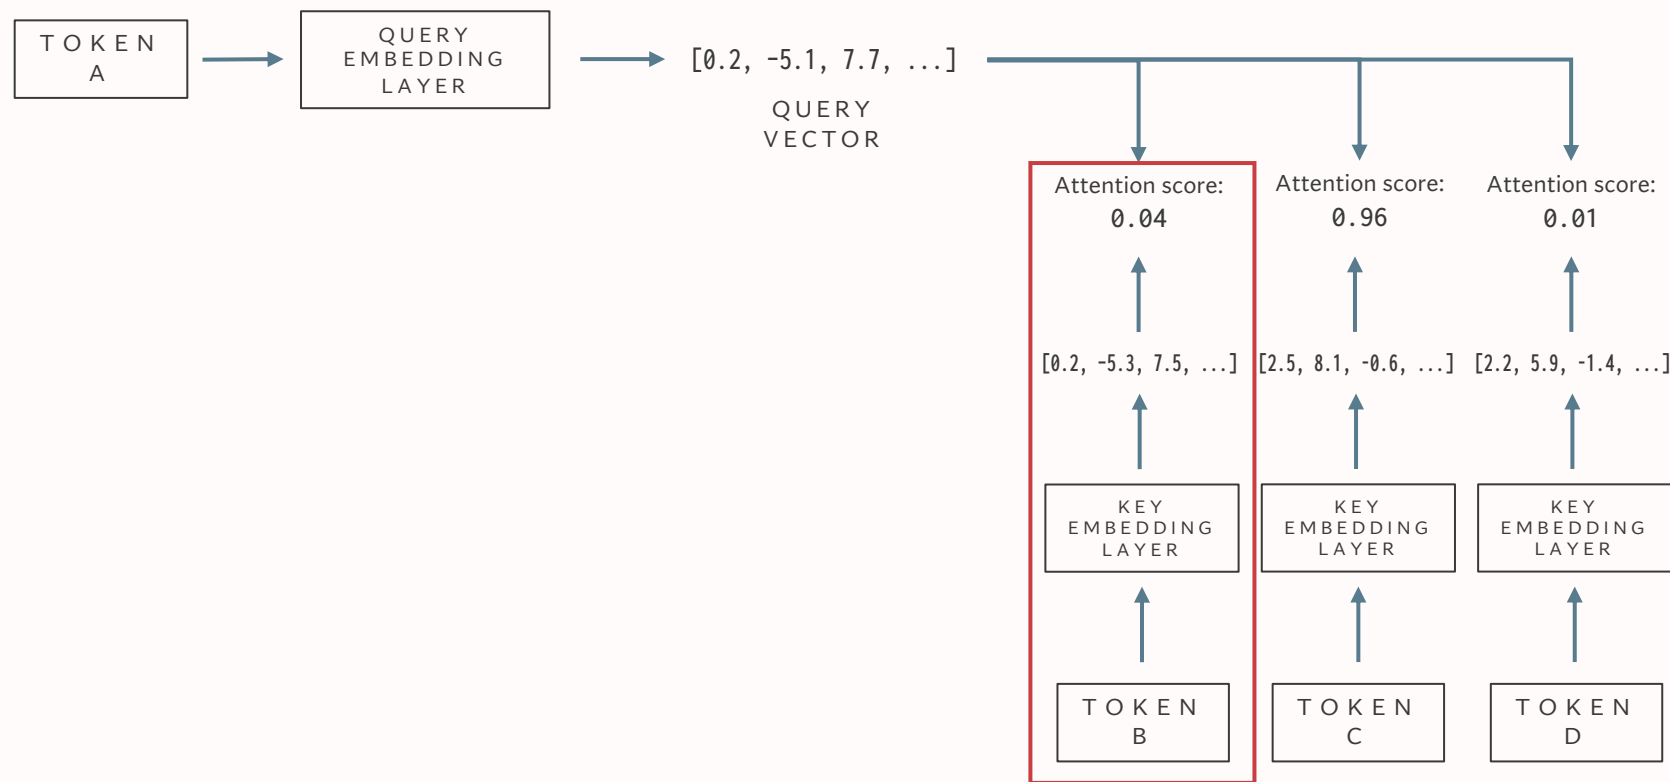 TOKEN
A
QUERY
EMBEDDING
LAYER
[0.2, -5.1, 7.7, ...]
QUERY
VECTOR
Attention score:
0.04
Attention score:
0.96
Attention score:
0.01
[0.2, -5.3, 7.5, ...]
[2.5, 8.1, -0.6, ...]
[2.2, 5.9, -1.4, ...]
KEY
EMBEDDING
LAYER
KEY
EMBEDDING
LAYER
KEY
EMBEDDING
LAYER
TOKEN
B
TOKEN
C
TOKEN
D